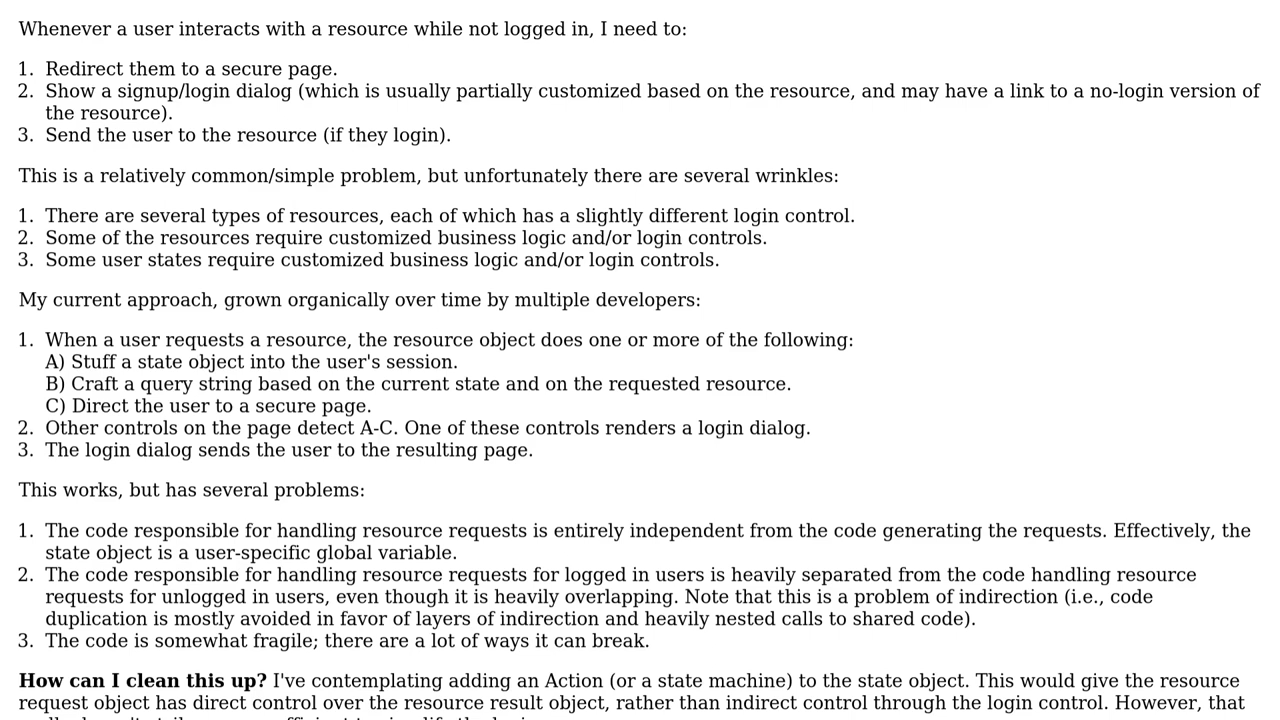 Whenever a user interacts with a resource while not logged in, I need to:
1. Redirect them to a secure page.
2. Show a signup/login dialog (which is usually partially customized based on the resource, and may have a link to a no-login version of
the resource).
3. Send the user to the resource (if they login).
This is a relatively common/simple problem, but unfortunately there are several wrinkles:
1. There are several types of resources, each of which has a slightly different login control.
2. Some of the resources require customized business logic and/or login controls.
3. Some user states require customized business logic and/or login controls.
My current approach, grown organically over time by multiple developers:
1. When a user requests a resource, the resource object does one or more of the following:
A) Stuff a state object into the user's session.
B) Craft a query string based on the current state and on the requested resource.
C) Direct the user to a secure page.
2. Other controls on the page detect A-C. One of these controls renders a login dialog.
3. The login dialog sends the user to the resulting page.
This works, but has several problems:
1. The code responsible for handling resource requests is entirely independent from the code generating the requests. Effectively, the
state object is a user-specific global variable.
2. The code responsible for handling resource requests for logged in users is heavily separated from the code handling resource
requests for unlogged in users, even though it is heavily overlapping. Note that this is a problem of indirection (i.e., code
duplication is mostly avoided in favor of layers of indirection and heavily nested calls to shared code).
3. The code is somewhat fragile; there are a lot of ways it can break.
How can I clean this up? I've contemplating adding an Action (or a state machine) to the state object. This would give the resource
request object has direct control over the resource result object, rather than indirect control through the login control. However, that